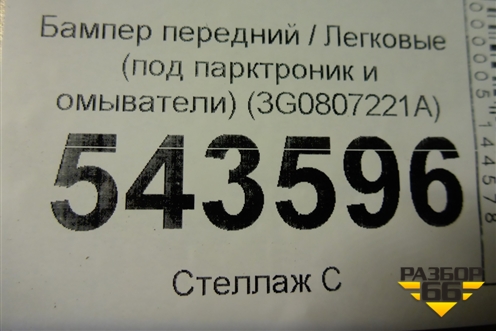 Бампер передний / Легковые
(под парктроник и
омыватели) (3G0807221A)
543596
Стеллаж С
РАЗБОР
66